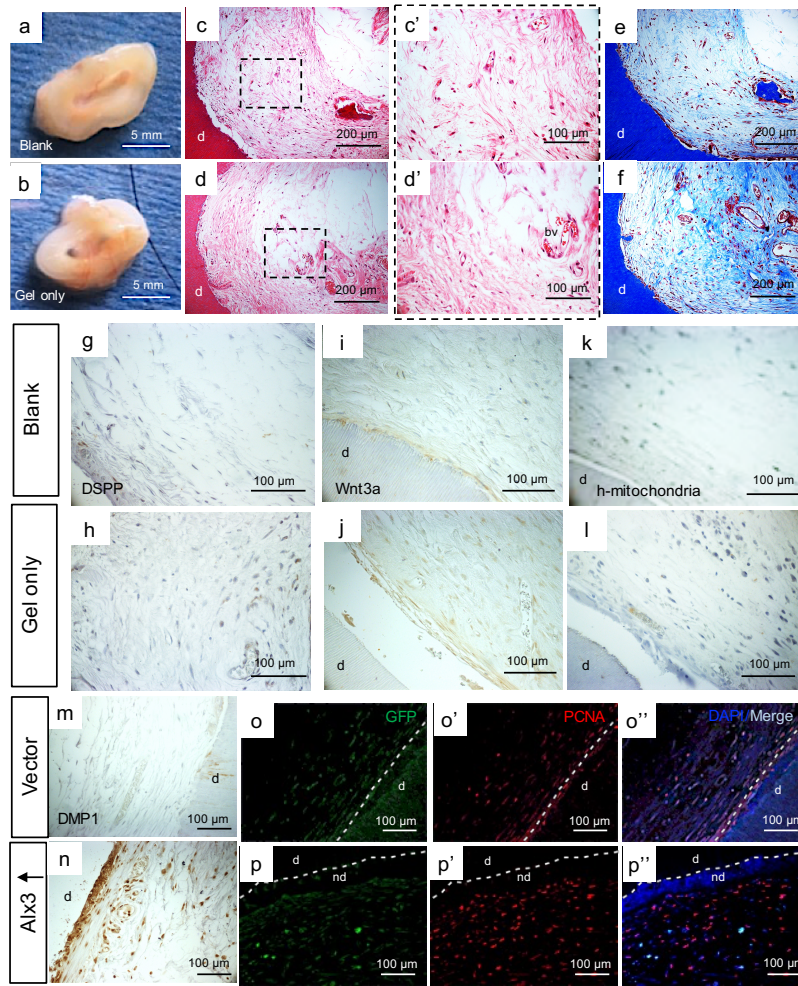 a
Blank
5 mm
c
d
200 µm
c'
100 µm
e
d
200 µm
b
Gel only
5 mm
d
d
200 µm
d'
bv
100 µm
f
d
200 µm
Blank
g
DSPP
100 µm
i
d
Wnt3a
100 µm
k
d
h-mitochondria
100 µm
Gel only
h
100 µm
j
d
100 µm
l
d
100 µm
Vector
m
d
DMP1
100 µm
o
GFP
d
100 µm
o'
PCNA
d
100 µm
o''
DAPI/Merge
d
100 µm
Alx3 ↑
n
d
100 µm
p
d
nd
100 µm
p'
d
nd
100 µm
p''
d
nd
100 µm